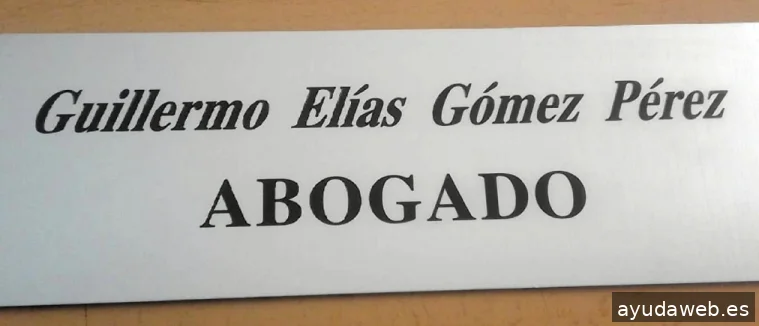 Guillermo Elías Gómez Pérez
ABOGADO
ayudaweb.es